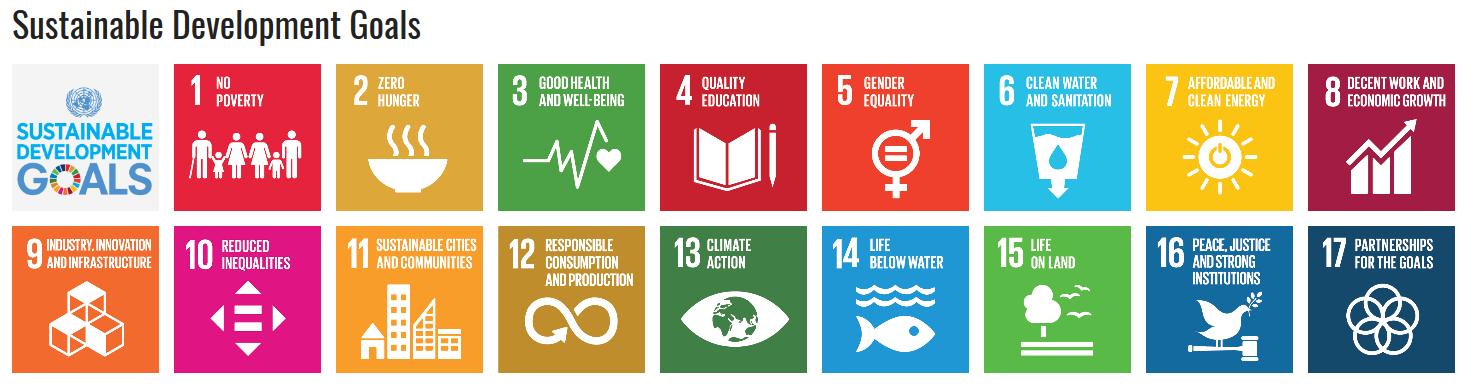 Sustainable Development Goals
SUSTAINABLE
DEVELOPMENT
GOALS
1 NO
POVERTY
2 ZERO
HUNGER
3 GOOD HEALTH
AND WELL-BEING
4 QUALITY
EDUCATION
5 GENDER
EQUALITY
6 CLEAN WATER
AND SANITATION
7 AFFORDABLE AND
CLEAN ENERGY
8 DECENT WORK AND
ECONOMIC GROWTH
9 INDUSTRY, INNOVATION
AND INFRASTRUCTURE
10 REDUCED
INEQUALITIES
11 SUSTAINABLE CITIES
AND COMMUNITIES
12 RESPONSIBLE
CONSUMPTION
AND PRODUCTION
13 CLIMATE
ACTION
14 LIFE
BELOW WATER
15 LIFE
ON LAND
16 PEACE, JUSTICE
AND STRONG
INSTITUTIONS
17 PARTNERSHIPS
FOR THE GOALS